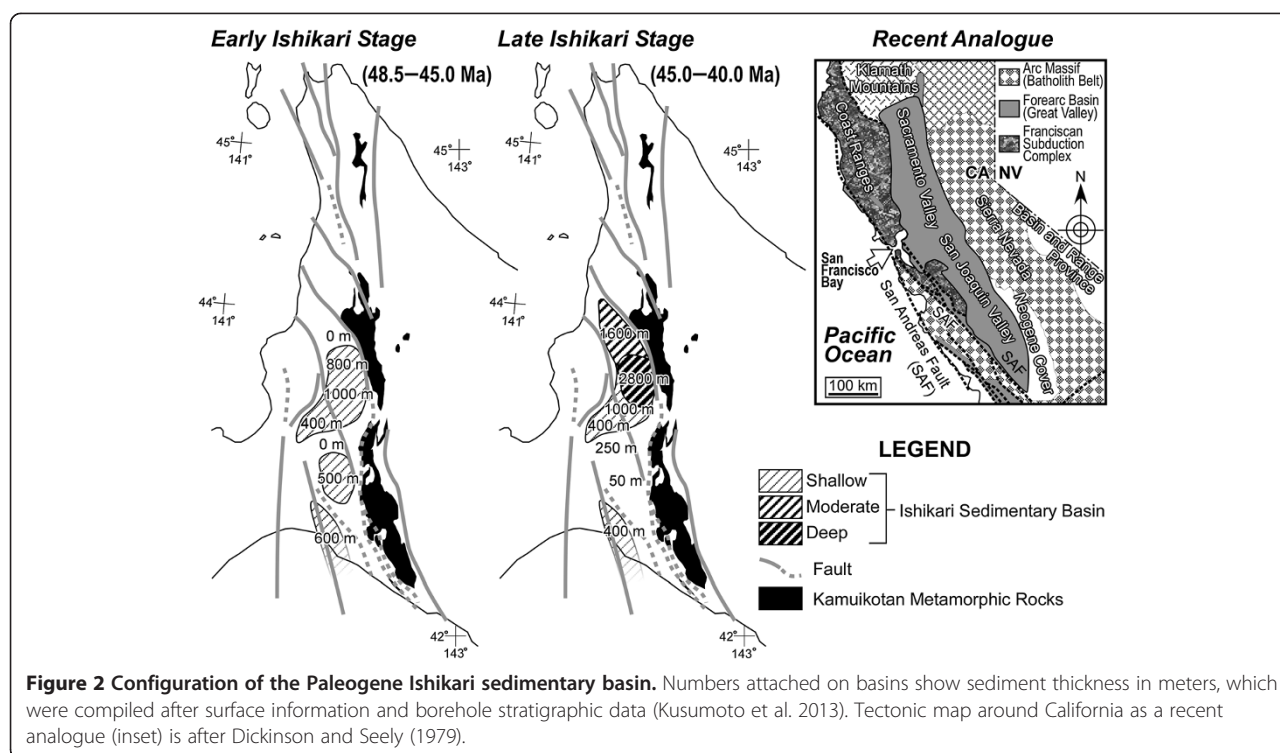 Early Ishikari Stage
(48.5–45.0 Ma)
45°
141°
45°
143°
44°
141°
0 m
800 m
1000 m
400 m
0 m
500 m
600 m
42°
143°
Late Ishikari Stage
(45.0–40.0 Ma)
45°
141°
45°
143°
44°
141°
1600 m
2800 m
1000 m
400 m
250 m
50 m
400 m
42°
143°
Recent Analogue
Klamath
Mountains
Coast Ranges
Sacramento Valley
San Joaquin Valley
Arc Massif
(Batholith Belt)
Forearc Basin
(Great Valley)
Franciscan
Subduction
Complex
CA NV
N
Sierra Nevada
Basin and Range
Province
Neogene Cover
San
Francisco
Bay
San Andreas Fault
(SAF)
SAF
SAF
Pacific
Ocean
100 km
LEGEND
Shallow
Moderate
Deep
Ishikari Sedimentary Basin
Fault
Kamuikotan Metamorphic Rocks
Figure 2 Configuration of the Paleogene Ishikari sedimentary basin. Numbers attached on basins show sediment thickness in meters, which
were compiled after surface information and borehole stratigraphic data (Kusumoto et al. 2013). Tectonic map around California as a recent
analogue (inset) is after Dickinson and Seely (1979).